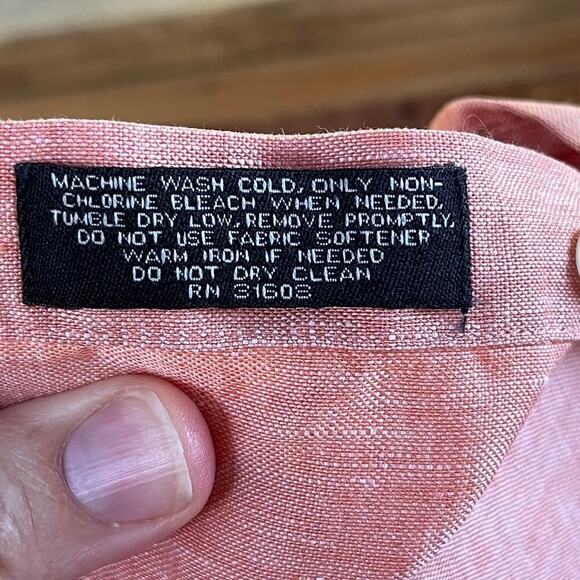 MACHINE WASH COLD, ONLY NON-
CHLORINE BLEACH WHEN NEEDED,
TUMBLE DRY LOW, REMOVE PROMPTLY,
DO NOT USE FABRIC SOFTENER
WARM IRON IF NEEDED
DO NOT DRY CLEAN
RN 31603